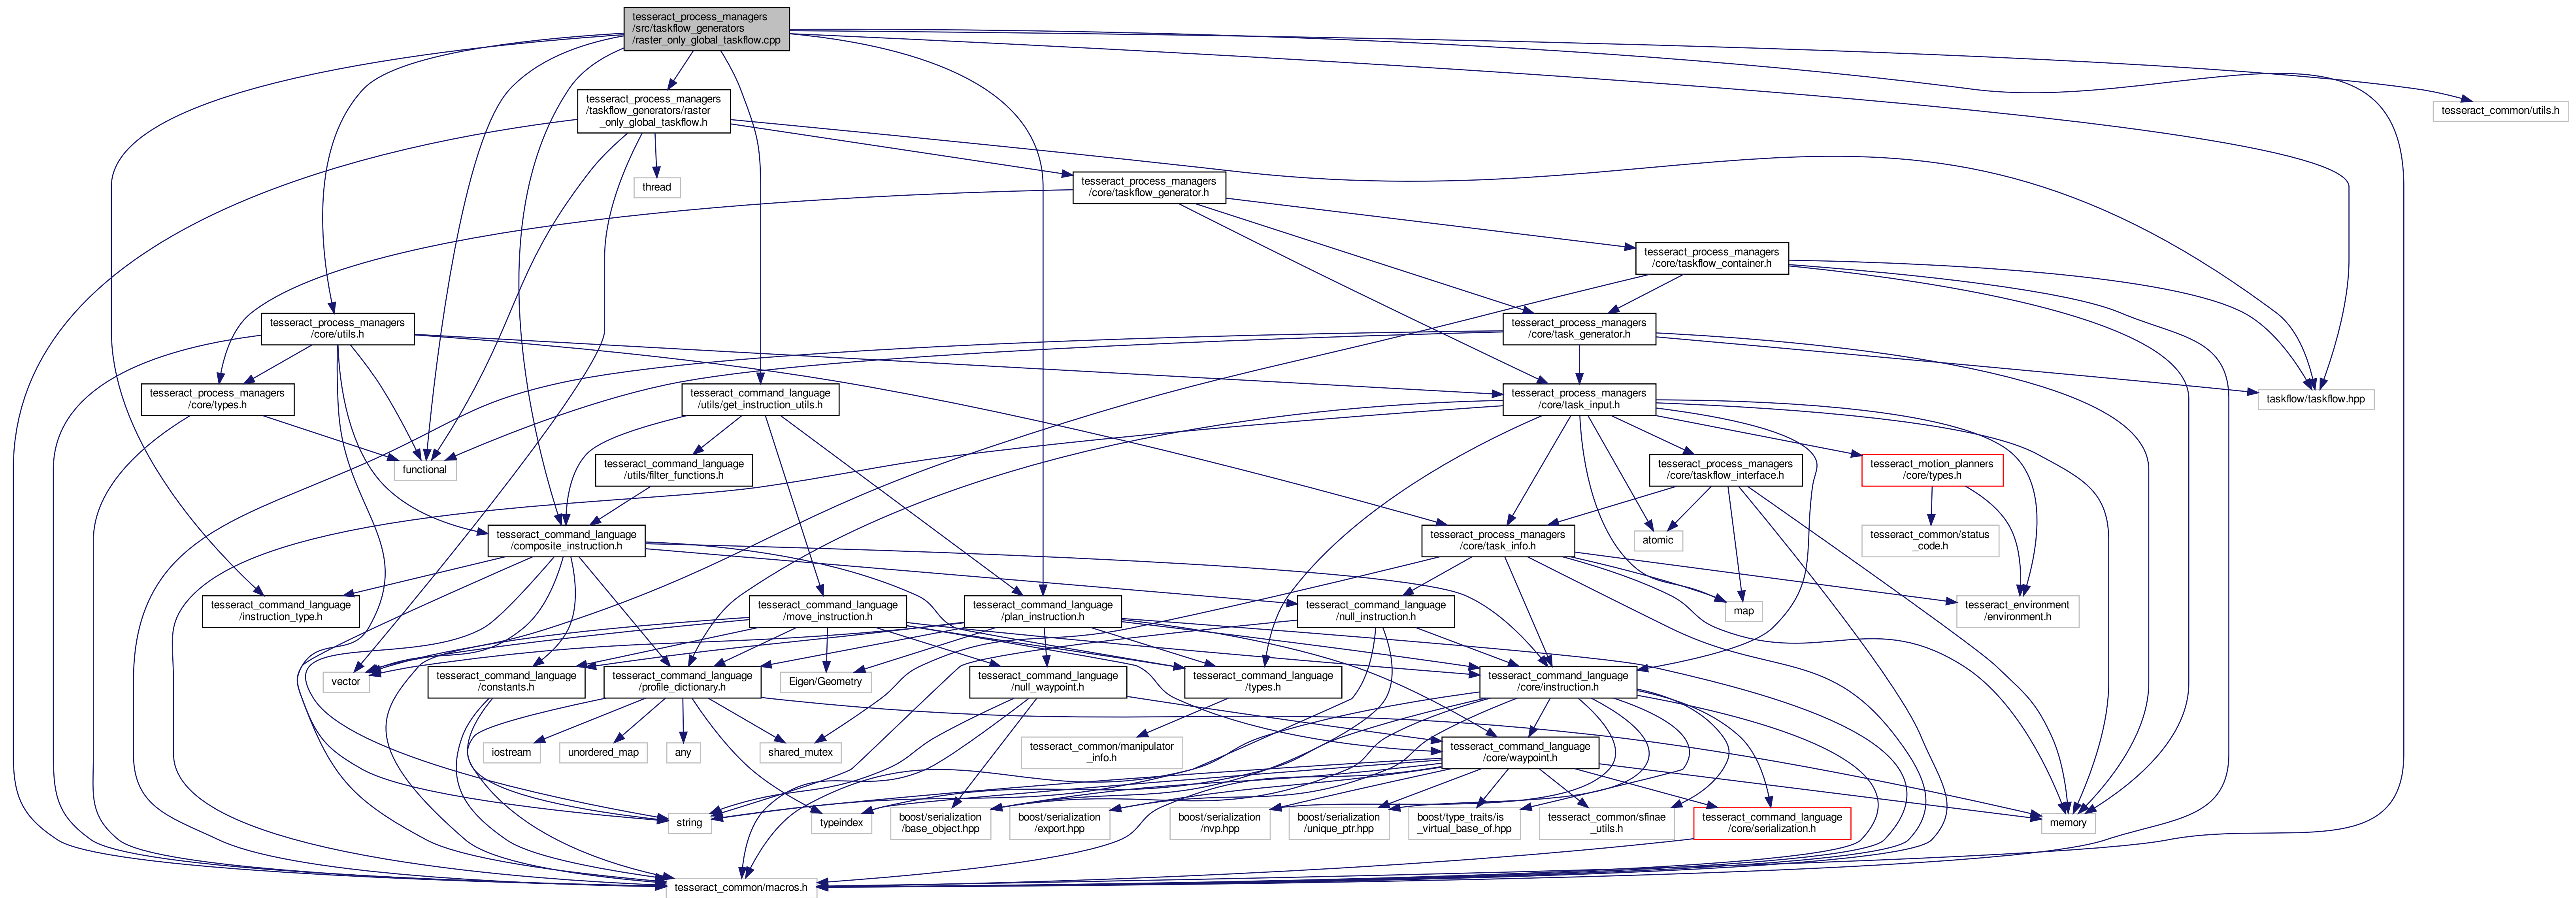 tesseract_process_managers
/src/taskflow_generators
/raster_only_global_taskflow.cpp
tesseract_process_managers
/taskflow_generators/raster
_only_global_taskflow.h
tesseract_common/utils.h
thread
tesseract_process_managers
/core/taskflow_generator.h
tesseract_process_managers
/core/taskflow_container.h
tesseract_process_managers
/core/utils.h
tesseract_process_managers
/core/task_generator.h
tesseract_process_managers
/core/types.h
tesseract_command_language
/utils/get_instruction_utils.h
tesseract_process_managers
/core/task_input.h
taskflow/taskflow.hpp
functional
tesseract_command_language
/utils/filter_functions.h
tesseract_process_managers
/core/taskflow_interface.h
tesseract_motion_planners
/core/types.h
tesseract_command_language
/composite_instruction.h
tesseract_process_managers
/core/task_info.h
atomic
tesseract_common/status
_code.h
tesseract_command_language
/instruction_type.h
tesseract_command_language
/move_instruction.h
tesseract_command_language
/plan_instruction.h
tesseract_command_language
/null_instruction.h
map
tesseract_environment
/environment.h
vector
tesseract_command_language
/constants.h
tesseract_command_language
/profile_dictionary.h
Eigen/Geometry
tesseract_command_language
/null_waypoint.h
tesseract_command_language
/types.h
tesseract_command_language
/core/instruction.h
iostream
unordered_map
any
shared_mutex
tesseract_common/manipulator
_info.h
tesseract_command_language
/core/waypoint.h
string
typeindex
boost/serialization
/base_object.hpp
boost/serialization
/export.hpp
boost/serialization
/nvp.hpp
boost/serialization
/unique_ptr.hpp
boost/type_traits/is
_virtual_base_of.hpp
tesseract_common/sfinae
_utils.h
tesseract_command_language
/core/serialization.h
memory
tesseract_common/macros.h